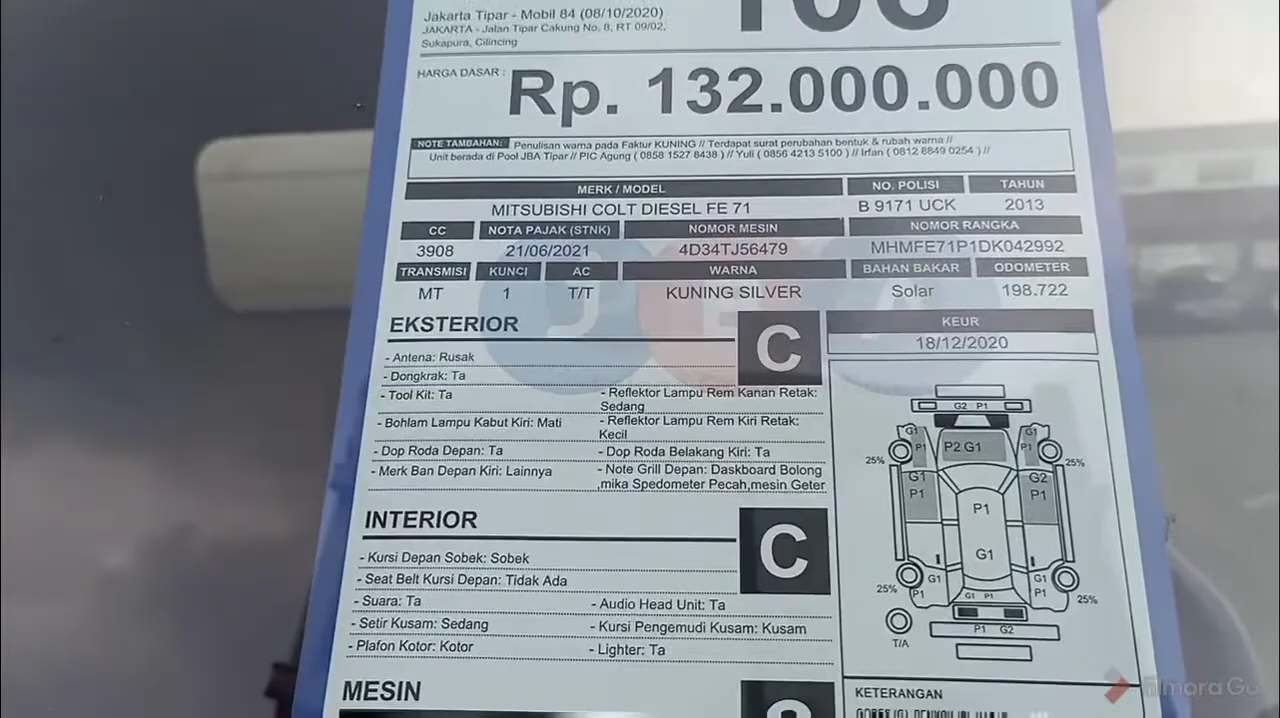 Jakarta Tipar - Mobil 84 (08/10/2020)
JAKARTA - Jalan Tipar Cakung No. 8, RT 09/02,
Sukapura, Cilincing
HARGA DASAR : Rp. 132.000.000
NOTE TAMBAHAN: Penulisan warna pada Faktur KUNING // Terdapat surat perubahan bentuk & rubah warna //
Unit berada di Pool JBA Tipar // PIC Agung ( 0858 1527 8438 ) // Yuli ( 0856 4213 5100 ) // Irfan ( 0812 8849 0254 ) //
MERK / MODEL NO. POLISI TAHUN
MITSUBISHI COLT DIESEL FE 71 B 9171 UCK 2013
CC NOTA PAJAK (STNK) NOMOR MESIN NOMOR RANGKA
3908 21/06/2021 4D34TJ56479 MHMFE71P1DK042992
TRANSMISI KUNCI AC WARNA BAHAN BAKAR ODOMETER
MT 1 T/T KUNING SILVER Solar 198.722
EKSTERIOR C
- Antena: Rusak
- Dongkrak: Ta
- Tool Kit: Ta - Reflektor Lampu Rem Kanan Retak:
Sedang
- Bohlam Lampu Kabut Kiri: Mati - Reflektor Lampu Rem Kiri Retak:
Kecil
- Dop Roda Depan: Ta - Dop Roda Belakang Kiri: Ta
- Merk Ban Depan Kiri: Lainnya - Note Grill Depan: Daskboard Bolong
,mika Spedometer Pecah,mesin Geter
INTERIOR C
- Kursi Depan Sobek: Sobek
- Seat Belt Kursi Depan: Tidak Ada
- Suara: Ta - Audio Head Unit: Ta
- Setir Kusam: Sedang - Kursi Pengemudi Kusam: Kusam
- Plafon Kotor: Kotor - Lighter: Ta
MESIN
KEUR
18/12/2020
G2 P1
G1 P1 P2 G1 G1 P1
25% 25%
G1 P1 G2 P1
P1
G1
25% G1 P1 G1 P1 G1 P1 25%
P1 G2
T/A
KETERANGAN
filmora Go